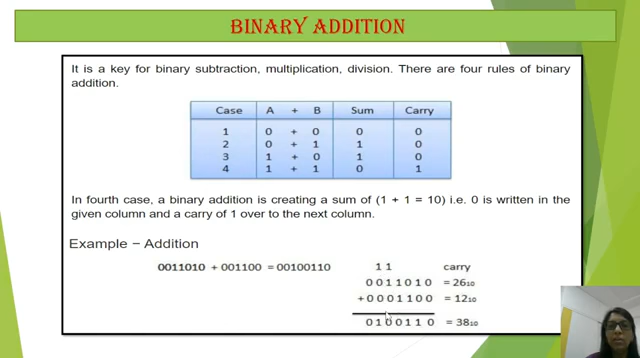 BINARY ADDITION
It is a key for binary subtraction, multiplication, division. There are four rules of binary
addition.
Case A + B Sum Carry
1 0 + 0 0 0
2 0 + 1 1 0
3 1 + 0 1 0
4 1 + 1 0 1
In fourth case, a binary addition is creating a sum of (1 + 1 = 10) i.e. 0 is written in the
given column and a carry of 1 over to the next column.
Example − Addition
0011010 + 001100 = 00100110
1 1 carry
0 0 1 1 0 1 0 = 26₁₀
+ 0 0 0 1 1 0 0 = 12₁₀
0 1 0 0 1 1 0 = 38₁₀